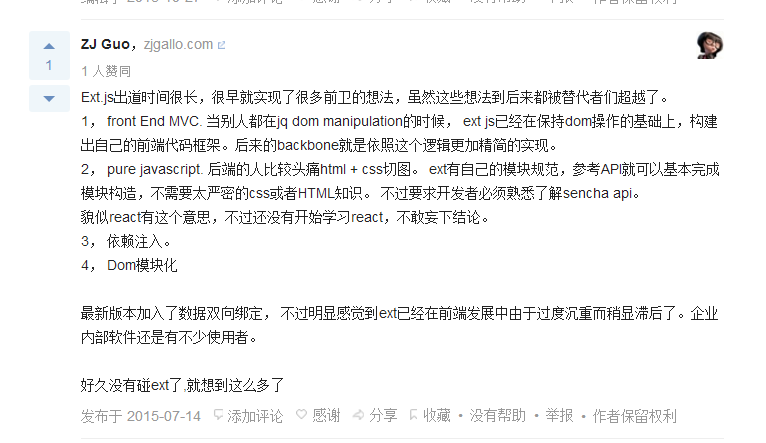 ZJ Guo，zjgallo.com
1
1 人赞同
Ext.js出道时间很长，很早就实现了很多前卫的想法，虽然这些想法到后来都被替代者们超越了。
1， front End MVC. 当别人都在jq dom manipulation的时候， ext js已经在保持dom操作的基础上，构建
出自己的前端代码框架。后来的backbone就是依照这个逻辑更加精简的实现。
2， pure javascript. 后端的人比较头痛html + css切图。 ext有自己的模块规范，参考API就可以基本完成
模块构造，不需要太严密的css或者HTML知识。 不过要求开发者必须熟悉了解sencha api。
貌似react有这个意思，不过还没有开始学习react，不敢妄下结论。
3， 依赖注入。
4， Dom模块化
最新版本加入了数据双向绑定， 不过明显感觉到ext已经在前端发展中由于过度沉重而稍显滞后了。企业
内部软件还是有不少使用者。
好久没有碰ext了,就想到这么多了
发布于 2015-07-14 添加评论 感谢 分享 收藏 • 没有帮助 • 举报 • 作者保留权利